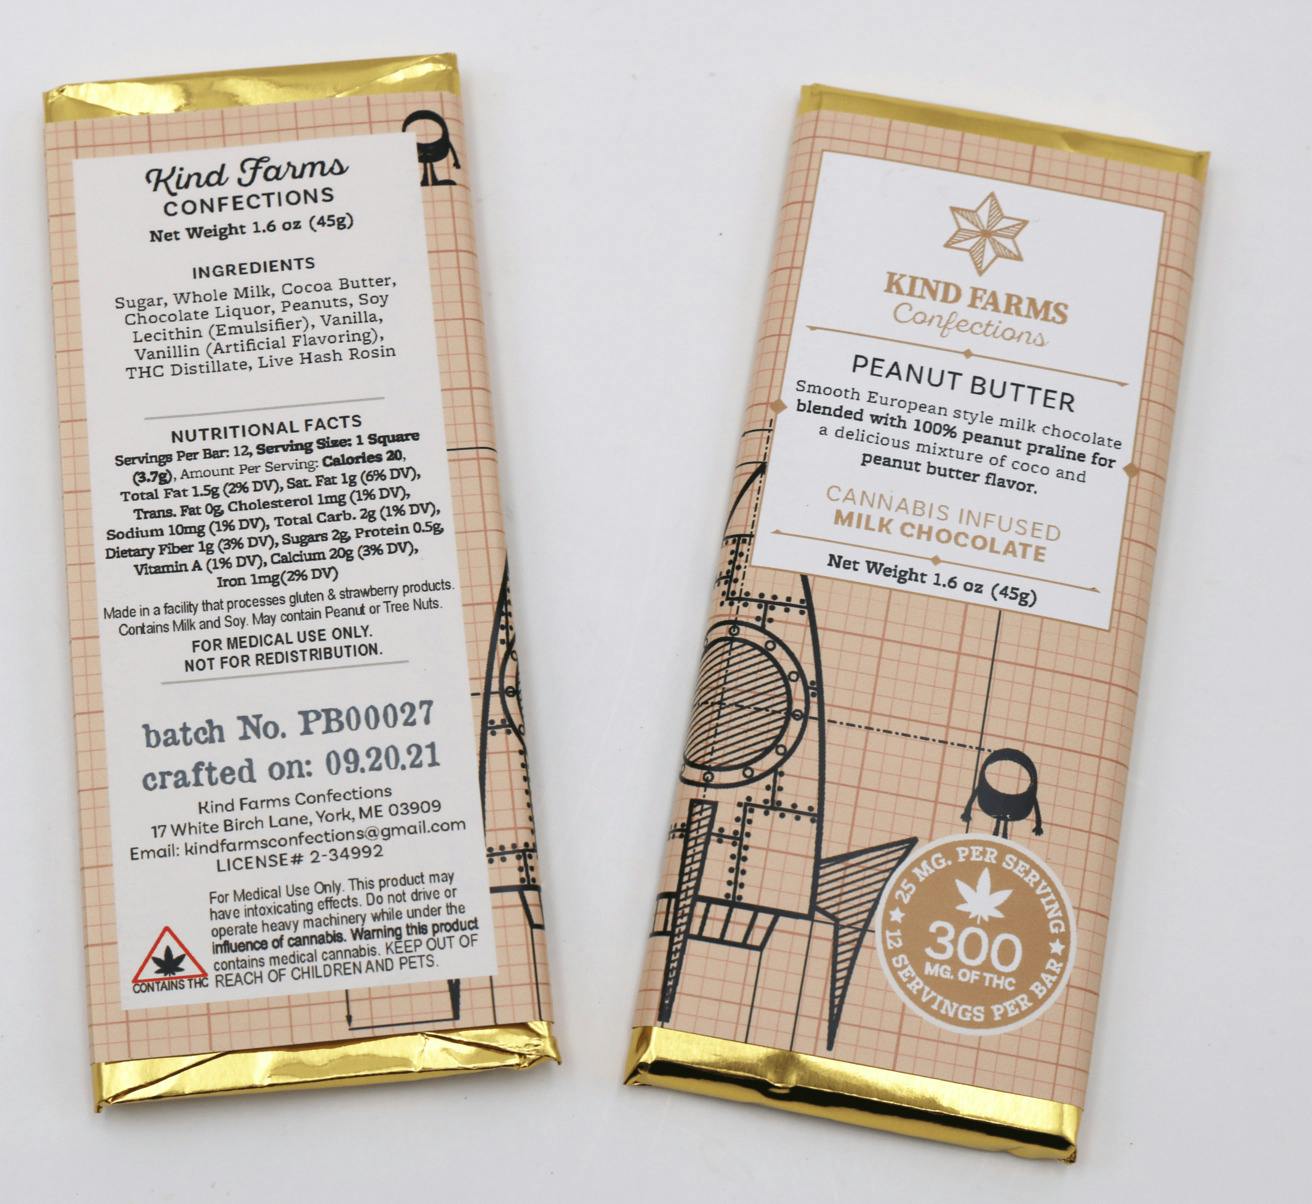 Kind Farms
CONFECTIONS
Net Weight 1.6 oz (45g)
INGREDIENTS
Sugar, Whole Milk, Cocoa Butter,
Chocolate Liquor, Peanuts, Soy
Lecithin (Emulsifier), Vanilla,
Vanillin (Artificial Flavoring),
THC Distillate, Live Hash Rosin
NUTRITIONAL FACTS
Servings Per Bar: 12, Serving Size: 1 Square
(3.7g), Amount Per Serving: Calories 20,
Total Fat 1.5g (2% DV), Sat. Fat 1g (6% DV),
Trans. Fat 0g, Cholesterol 1mg (1% DV),
Sodium 10mg (1% DV), Total Carb. 2g (1% DV),
Dietary Fiber 1g (3% DV), Sugars 2g, Protein 0.5g,
Vitamin A (1% DV), Calcium 20g (3% DV),
Iron 1mg(2% DV)
Made in a facility that processes gluten & strawberry products.
Contains Milk and Soy. May contain Peanut or Tree Nuts.
FOR MEDICAL USE ONLY.
NOT FOR REDISTRIBUTION.
batch No. PB00027
crafted on: 09.20.21
Kind Farms Confections
17 White Birch Lane, York, ME 03909
Email: kindfarmsconfections@gmail.com
LICENSE# 2-34992
For Medical Use Only. This product may
have intoxicating effects. Do not drive or
operate heavy machinery while under the
influence of cannabis. Warning this product
contains medical cannabis. KEEP OUT OF
REACH OF CHILDREN AND PETS.
CONTAINS THC
KIND FARMS
Confections
PEANUT BUTTER
Smooth European style milk chocolate
blended with 100% peanut praline for
a delicious mixture of coco and
peanut butter flavor.
CANNABIS INFUSED
MILK CHOCOLATE
Net Weight 1.6 oz (45g)
25 MG. PER SERVING
300
MG. OF THC
12 SERVINGS PER BAR